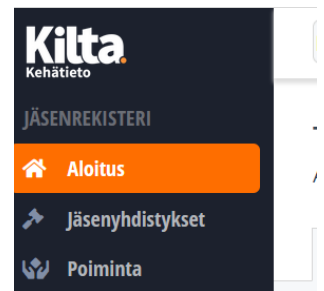 Kilta.
Kehätieto
JÄSENREKISTERI
Aloitus
Jäsenyhdistykset
Poiminta